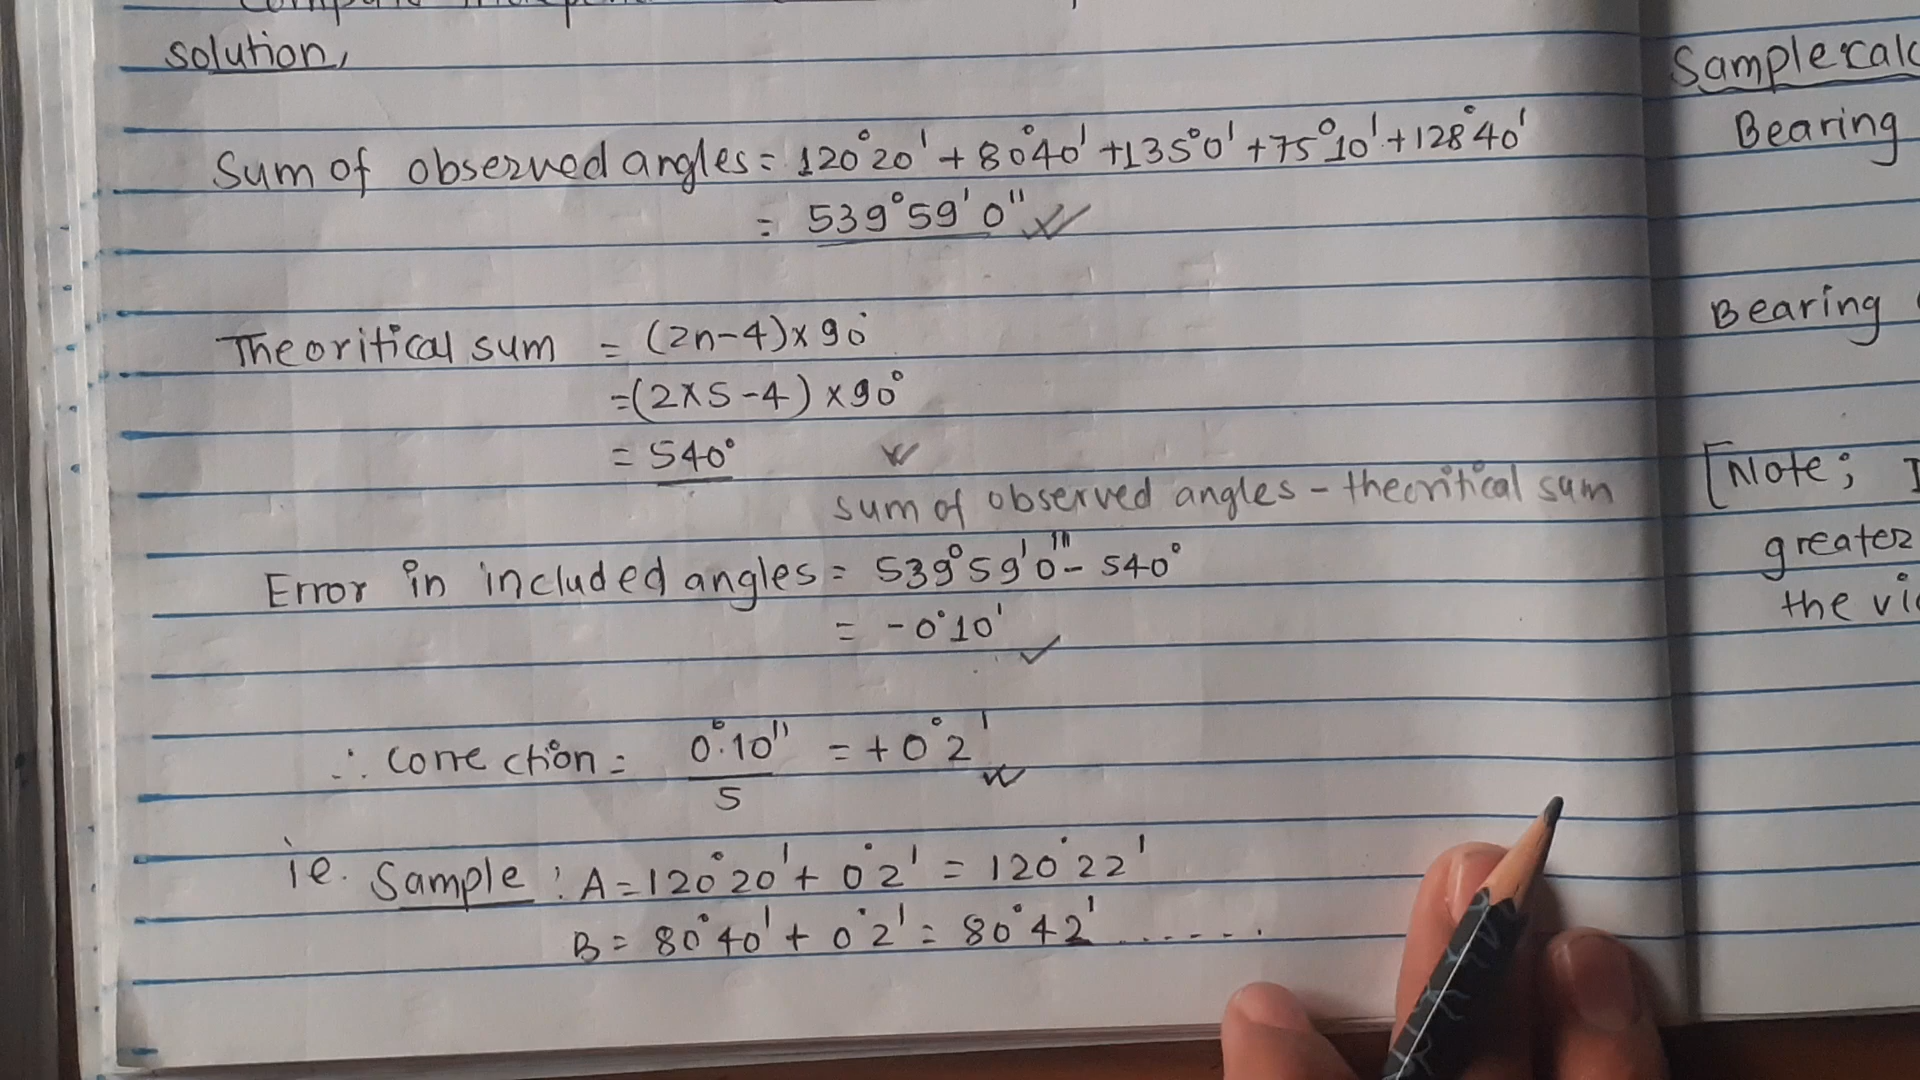 solution,
Sum of observed angles = 120°20' + 80°40' + 135°0' + 75°10' + 128°40'
= 539°59'0"
Theoritical sum = (2n-4)×90°
=(2×5-4)×90°
= 540°
sum of observed angles - theoritical sum
Error in included angles = 539°59'0" - 540°
= -0°10'
∴ correction = 0°10" / 5 = +0°2'
ie. Sample : A = 120°20' + 0°2' = 120°22'
B = 80°40' + 0°2' = 80°42' ......
Sample
Bearing
Bearing
[Note;
greater
the